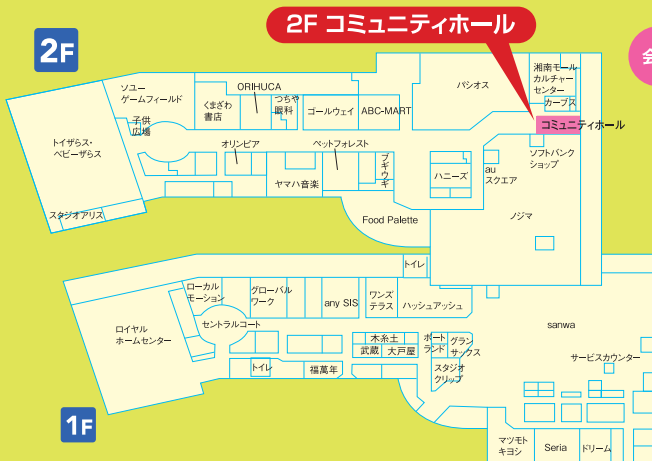 2F コミュニティホール
会
2F
ソユー
ゲームフィールド
ORIHUCA
くまざわ
書店
つちや
眼科
ゴールウェイ
ABC-MART
パシオス
湘南モール
カルチャー
センター
カーブス
コミュニティホール
子供
広場
トイザらス・
ベビーザらス
オリンピア
ペットフォレスト
ヤマハ音楽
ブギウギ
ハニーズ
au
スクエア
ソフトバンク
ショップ
スタジオアリス
Food Palette
ノジマ
トイレ
ローカル
モーション
グローバル
ワーク
any SIS
ワンズ
テラス
ハッシュアッシュ
ロイヤル
ホームセンター
セントラルコート
sanwa
木糸土
武蔵
大戸屋
ポート
ランド
グラン
サックス
サービスカウンター
トイレ
福萬年
スタジオ
クリップ
1F
マツモト
キヨシ
Seria
ドリーム